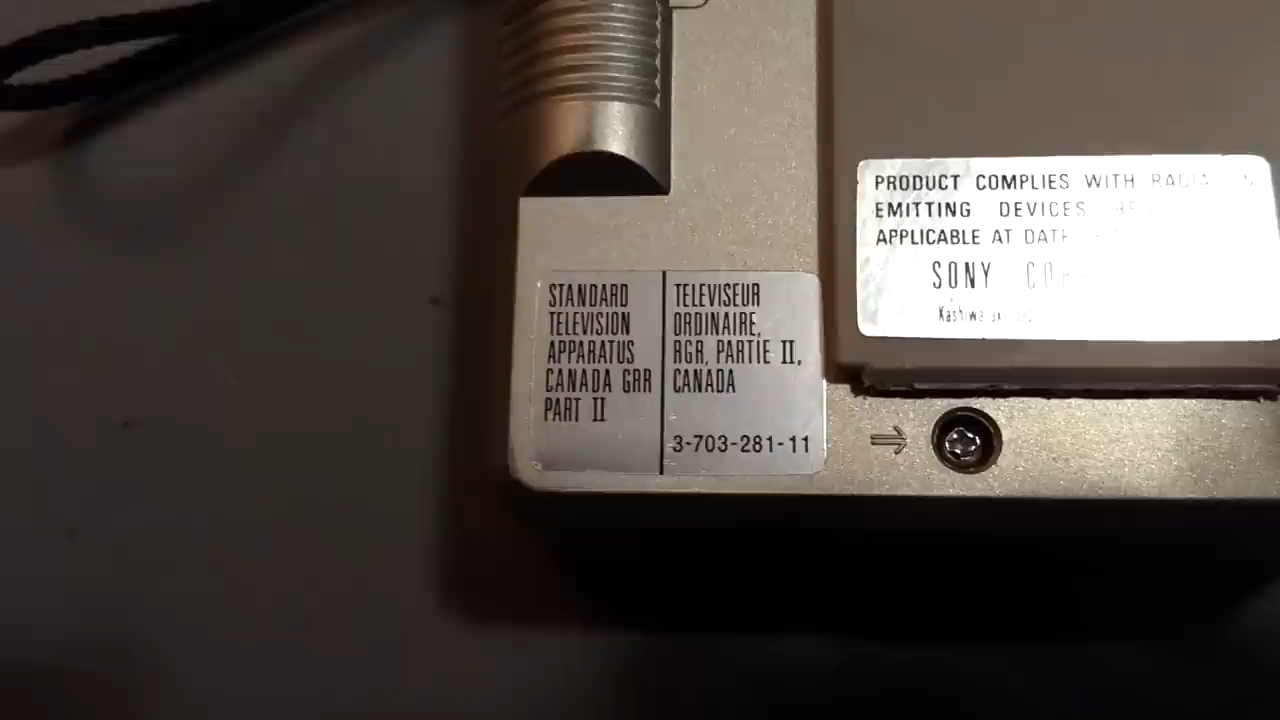 STANDARD
TELEVISION
APPARATUS
CANADA GRR
PART II
TELEVISEUR
ORDINAIRE,
RGR, PARTIE II,
CANADA
3-703-281-11
PRODUCT COMPLIES WITH
EMITTING DEVICES
APPLICABLE AT DATE
SONY